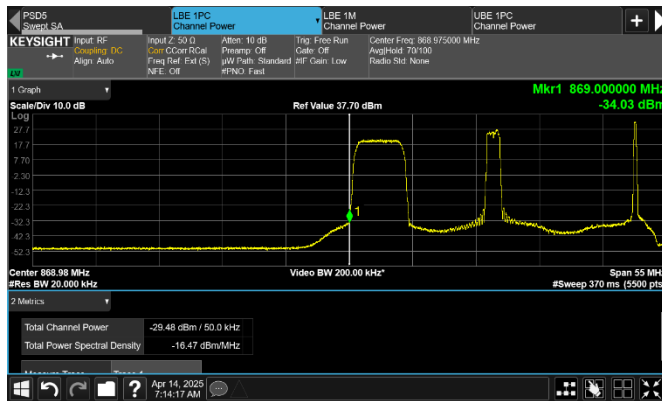 PSD5
Swept SA
LBE 1PC
Channel Power
LBE 1M
Channel Power
UBE 1PC
Channel Power
KEYSIGHT
Input: RF
Coupling: DC
Align: Auto
Input Z: 50 Ω
Corr CCorr RCal
Freq Ref: Ext (S)
NFE: Off
Atten: 10 dB
Preamp: Off
µW Path: Standard
#PNO: Fast
Trig: Free Run
Gate: Off
#IF Gain: Low
Center Freq: 868.975000 MHz
Avg|Hold: 70/100
Radio Std: None
1 Graph
Mkr1 869.000000 MHz
Scale/Div 10.0 dB
Ref Value 37.70 dBm
-34.03 dBm
Log
27.7
17.7
7.70
-2.30
-12.3
-22.3
-32.3
-42.3
-52.3
1
Center 868.98 MHz
Video BW 200.00 kHz*
Span 55 MHz
#Res BW 20.000 kHz
#Sweep 370 ms (5500 pts
2 Metrics
Total Channel Power
-29.48 dBm / 50.0 kHz
Total Power Spectral Density
-16.47 dBm/MHz
Apr 14, 2025
7:14:17 AM